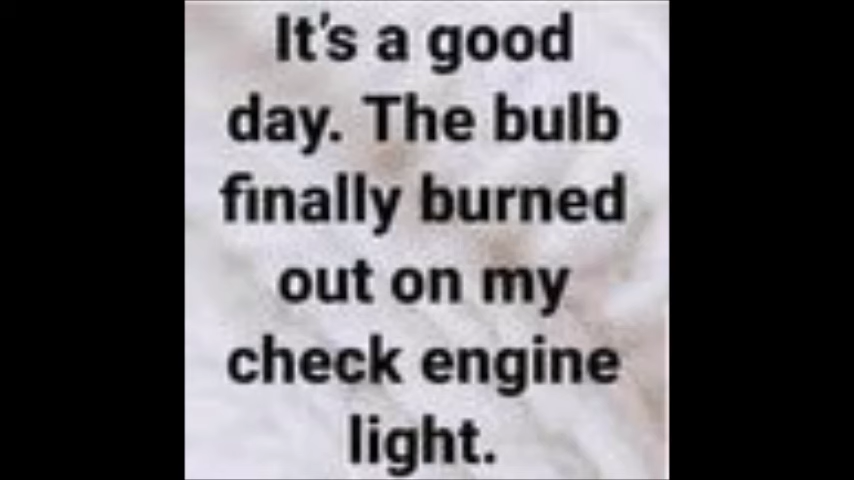 It's a good
day. The bulb
finally burned
out on my
check engine
light.